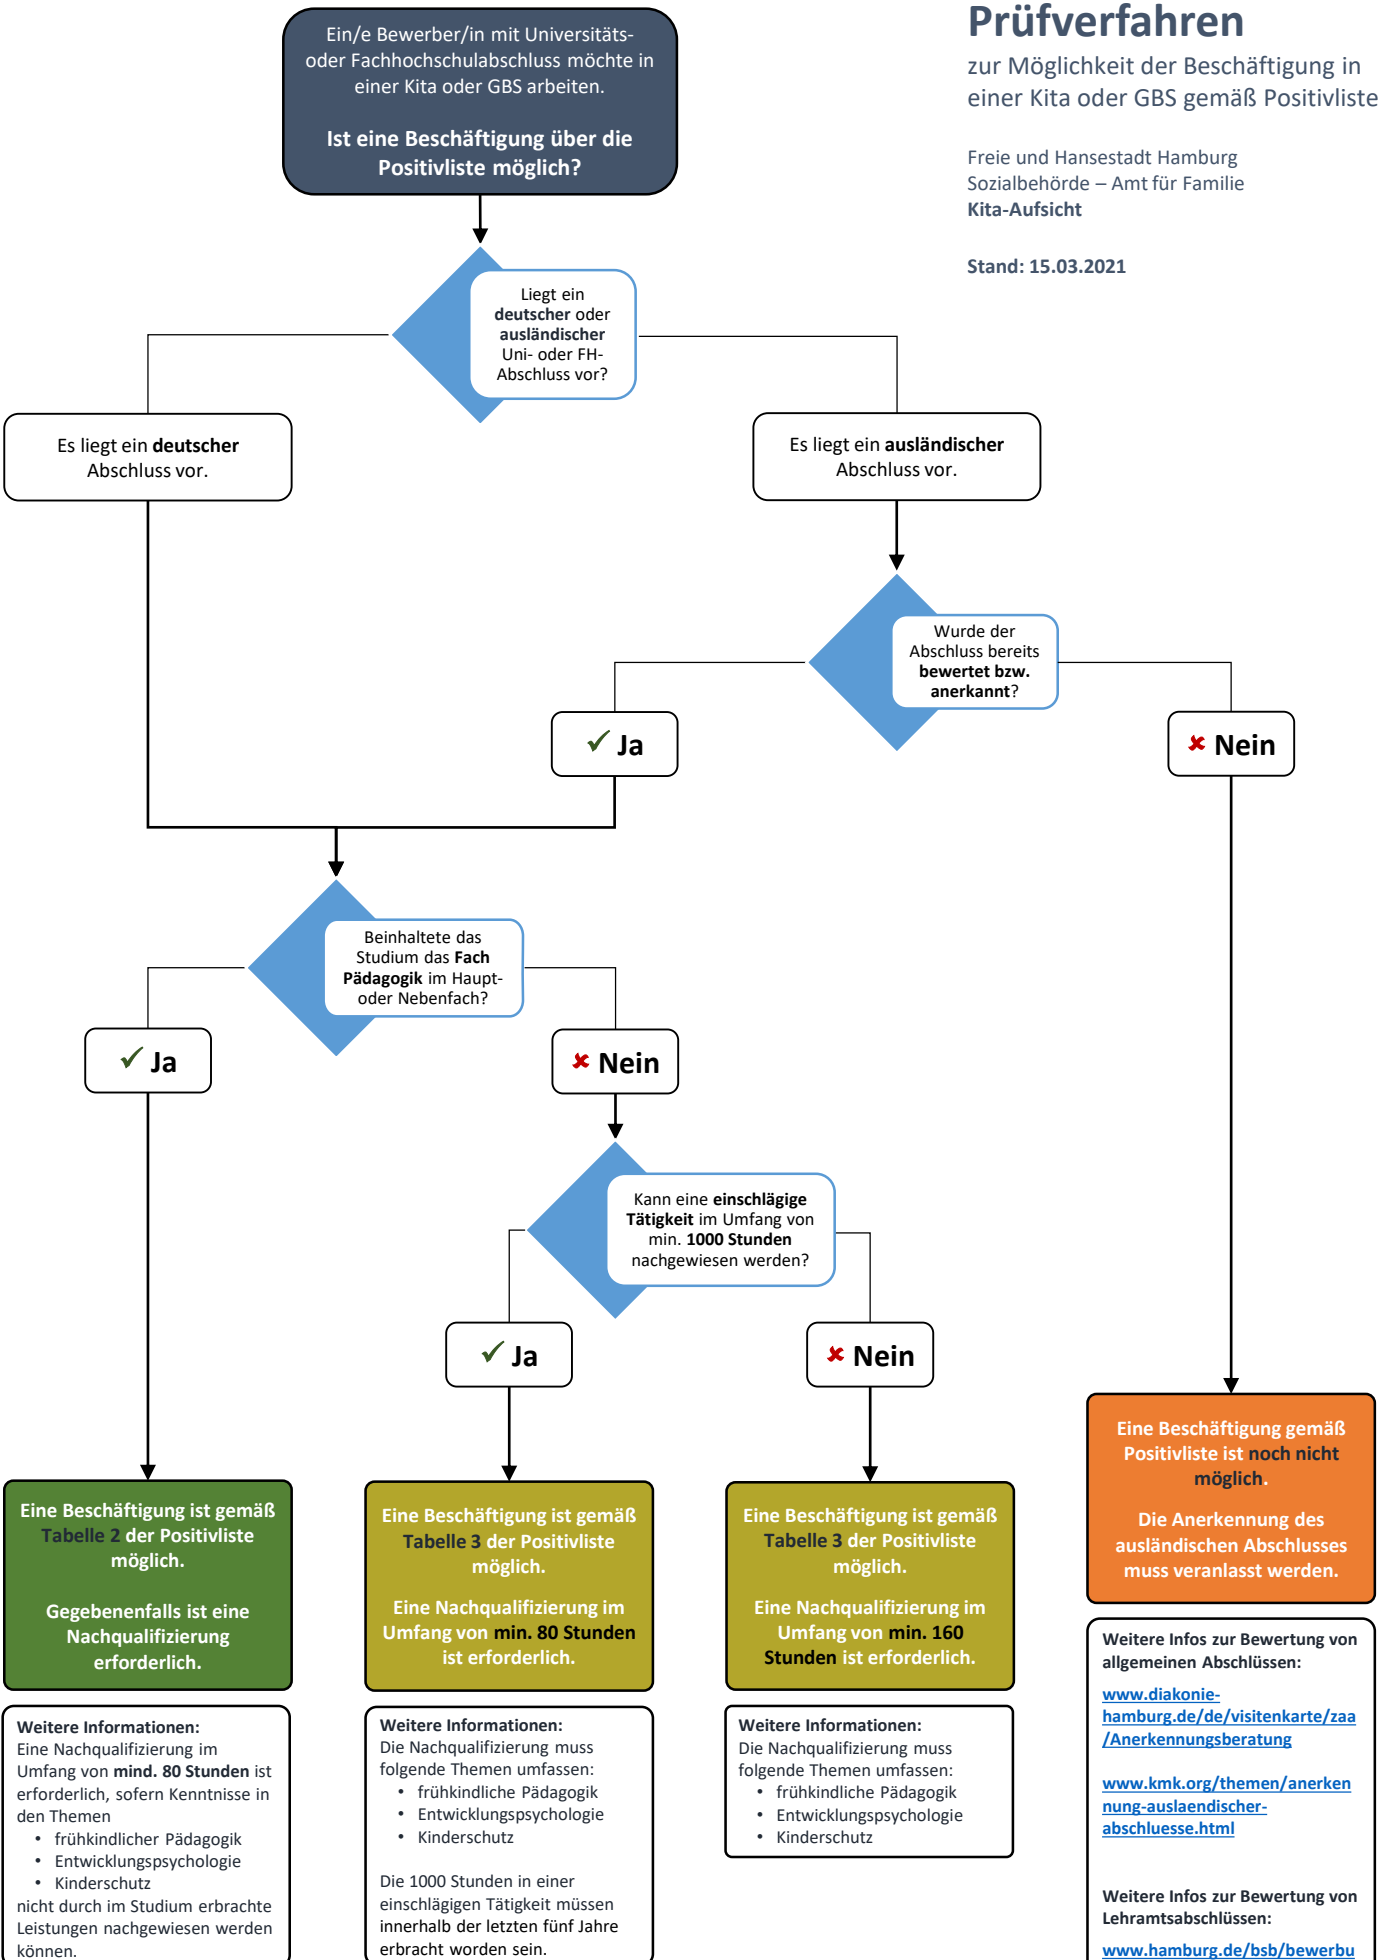 Prüfverfahren
zur Möglichkeit der Beschäftigung in
einer Kita oder GBS gemäß Positivliste
Freie und Hansestadt Hamburg
Sozialbehörde – Amt für Familie
Kita-Aufsicht
Stand: 15.03.2021
Ein/e Bewerber/in mit Universitäts-
oder Fachhochschulabschluss möchte in
einer Kita oder GBS arbeiten.
Ist eine Beschäftigung über die
Positivliste möglich?
Liegt ein
deutscher oder
ausländischer
Uni- oder FH-
Abschluss vor?
Es liegt ein deutscher
Abschluss vor.
Es liegt ein ausländischer
Abschluss vor.
Wurde der
Abschluss bereits
bewertet bzw.
anerkannt?
✓ Ja
✘ Nein
Beinhaltete das
Studium das Fach
Pädagogik im Haupt-
oder Nebenfach?
✓ Ja
✘ Nein
Kann eine einschlägige
Tätigkeit im Umfang von
min. 1000 Stunden
nachgewiesen werden?
✓ Ja
✘ Nein
Eine Beschäftigung ist gemäß
Tabelle 2 der Positivliste
möglich.
Gegebenenfalls ist eine
Nachqualifizierung
erforderlich.
Weitere Informationen:
Eine Nachqualifizierung im
Umfang von mind. 80 Stunden ist
erforderlich, sofern Kenntnisse in
den Themen
• frühkindlicher Pädagogik
• Entwicklungspsychologie
• Kinderschutz
nicht durch im Studium erbrachte
Leistungen nachgewiesen werden
können.
Eine Beschäftigung ist gemäß
Tabelle 3 der Positivliste
möglich.
Eine Nachqualifizierung im
Umfang von min. 80 Stunden
ist erforderlich.
Weitere Informationen:
Die Nachqualifizierung muss
folgende Themen umfassen:
• frühkindliche Pädagogik
• Entwicklungspsychologie
• Kinderschutz
Die 1000 Stunden in einer
einschlägigen Tätigkeit müssen
innerhalb der letzten fünf Jahre
erbracht worden sein.
Eine Beschäftigung ist gemäß
Tabelle 3 der Positivliste
möglich.
Eine Nachqualifizierung im
Umfang von min. 160
Stunden ist erforderlich.
Weitere Informationen:
Die Nachqualifizierung muss
folgende Themen umfassen:
• frühkindliche Pädagogik
• Entwicklungspsychologie
• Kinderschutz
Eine Beschäftigung gemäß
Positivliste ist noch nicht
möglich.
Die Anerkennung des
ausländischen Abschlusses
muss veranlasst werden.
Weitere Infos zur Bewertung von
allgemeinen Abschlüssen:
www.diakonie-
hamburg.de/de/visitenkarte/zaa
/Anerkennungsberatung
www.kmk.org/themen/anerken
nung-auslaendischer-
abschluesse.html
Weitere Infos zur Bewertung von
Lehramtsabschlüssen:
www.hamburg.de/bsb/bewerbu